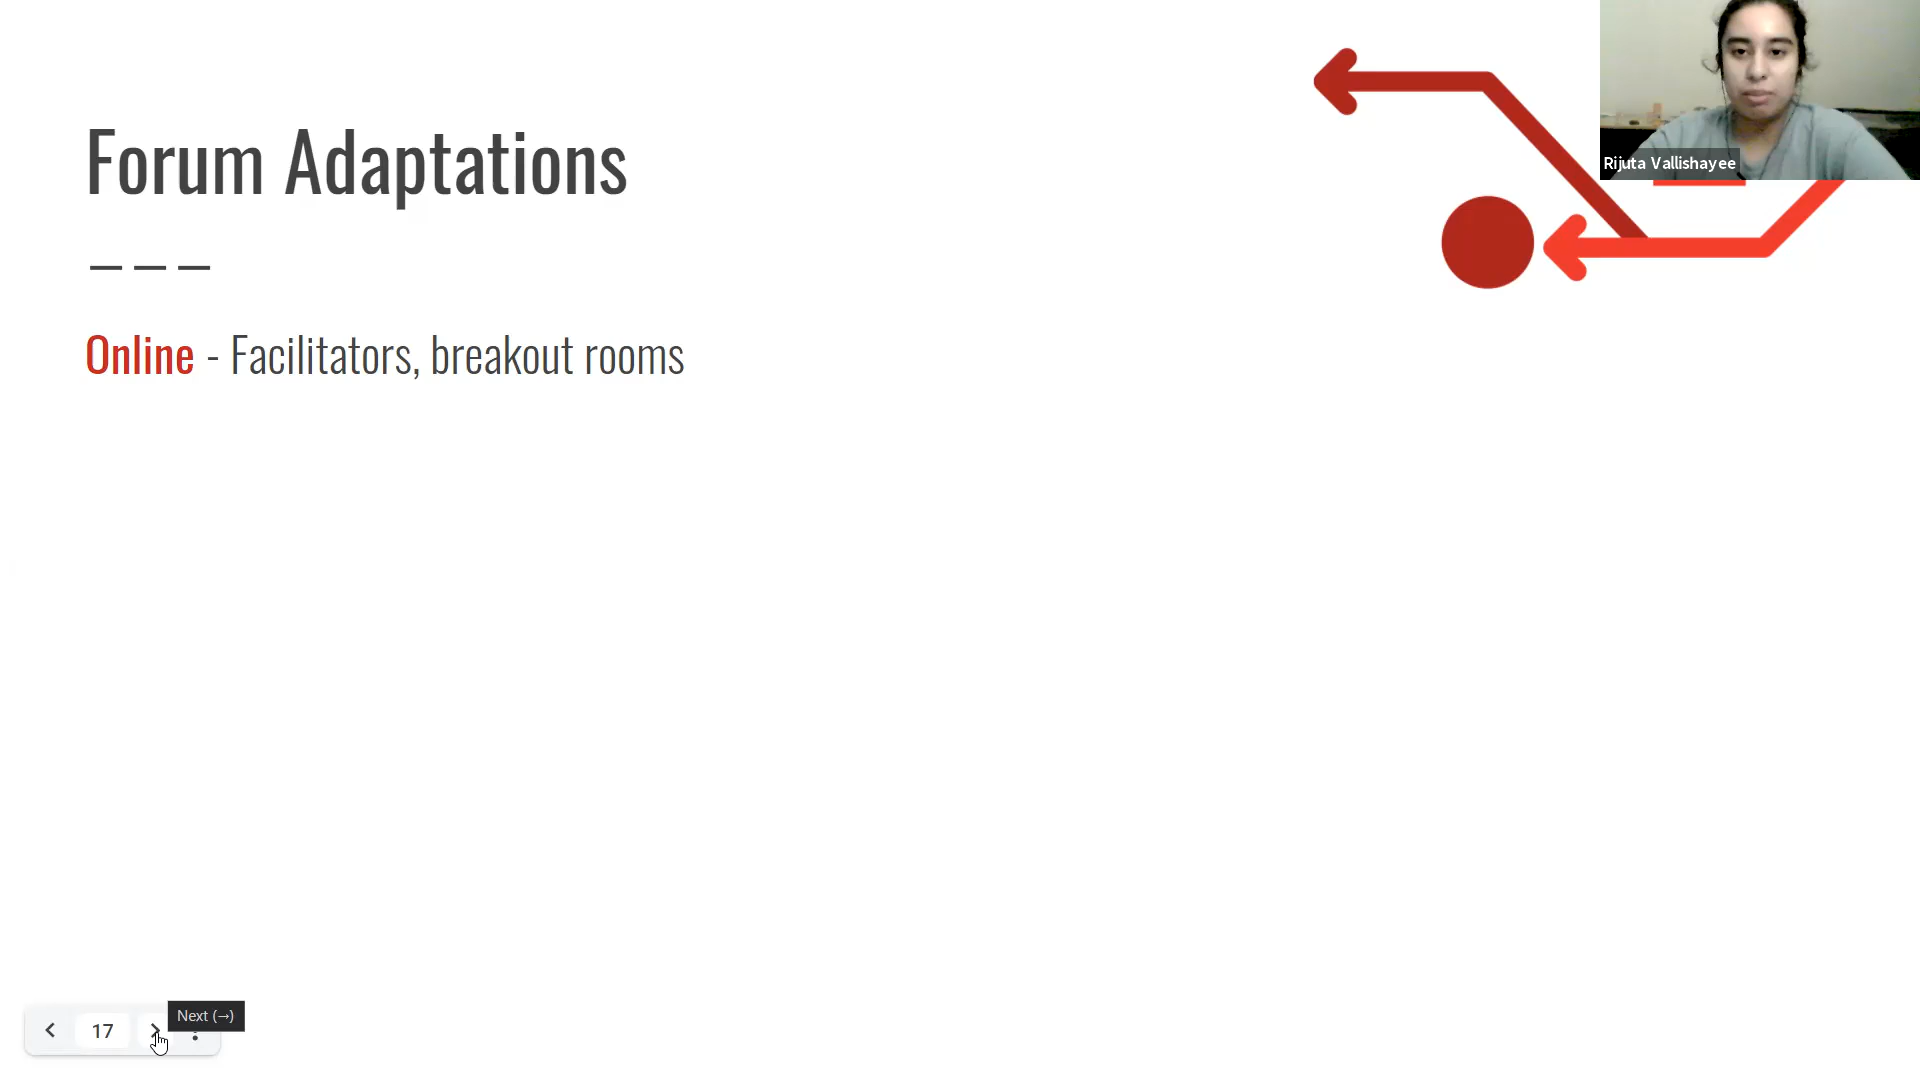 Forum Adaptations
Online - Facilitators, breakout rooms
Rijuta Vallishayee
Next (→)
17